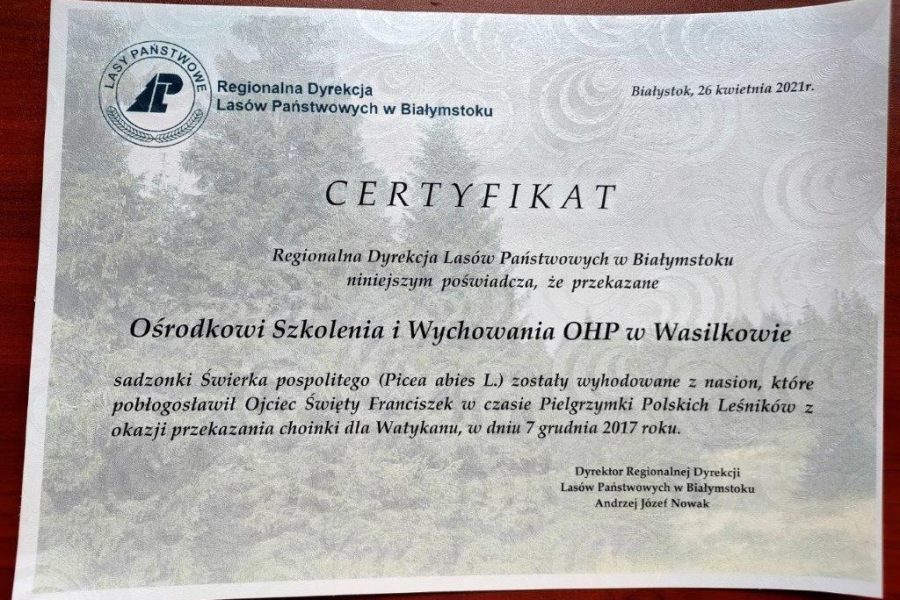 LASY PAŃSTWOWE
Regionalna Dyrekcja
Lasów Państwowych w Białymstoku
Białystok, 26 kwietnia 2021r.
CERTYFIKAT
Regionalna Dyrekcja Lasów Państwowych w Białymstoku
niniejszym poświadcza, że przekazane
Ośrodkowi Szkolenia i Wychowania OHP w Wasilkowie
sadzonki Świerka pospolitego (Picea abies L.) zostały wyhodowane z nasion, które
pobłogosławił Ojciec Święty Franciszek w czasie Pielgrzymki Polskich Leśników z
okazji przekazania choinki dla Watykanu, w dniu 7 grudnia 2017 roku.
Dyrektor Regionalnej Dyrekcji
Lasów Państwowych w Białymstoku
Andrzej Józef Nowak